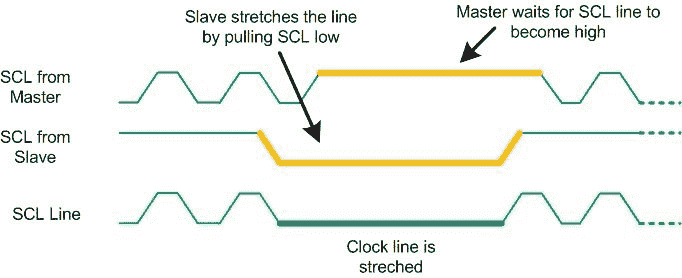 Slave stretches the line
by pulling SCL low
Master waits for SCL line to
become high
SCL from
Master
SCL from
Slave
SCL Line
Clock line is
streched